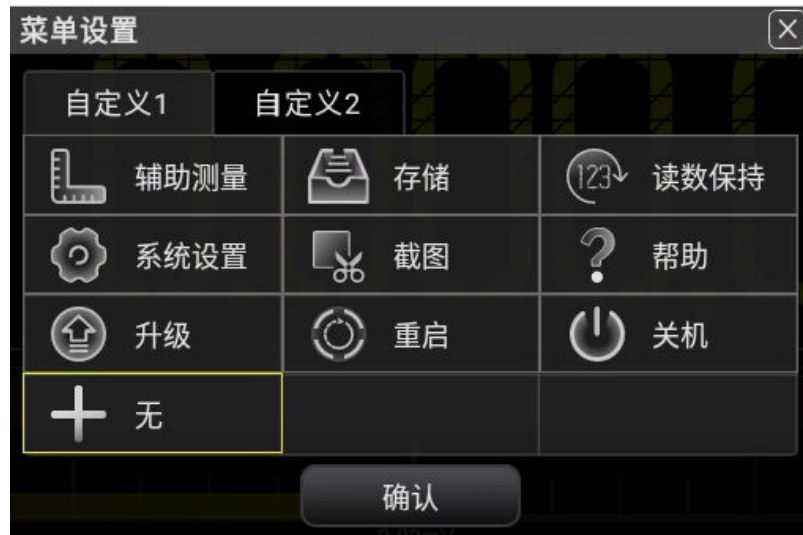 菜单设置
自定义1 自定义2
辅助测量 存储 123 读数保持
系统设置 截图 帮助
升级 重启 关机
无
确认